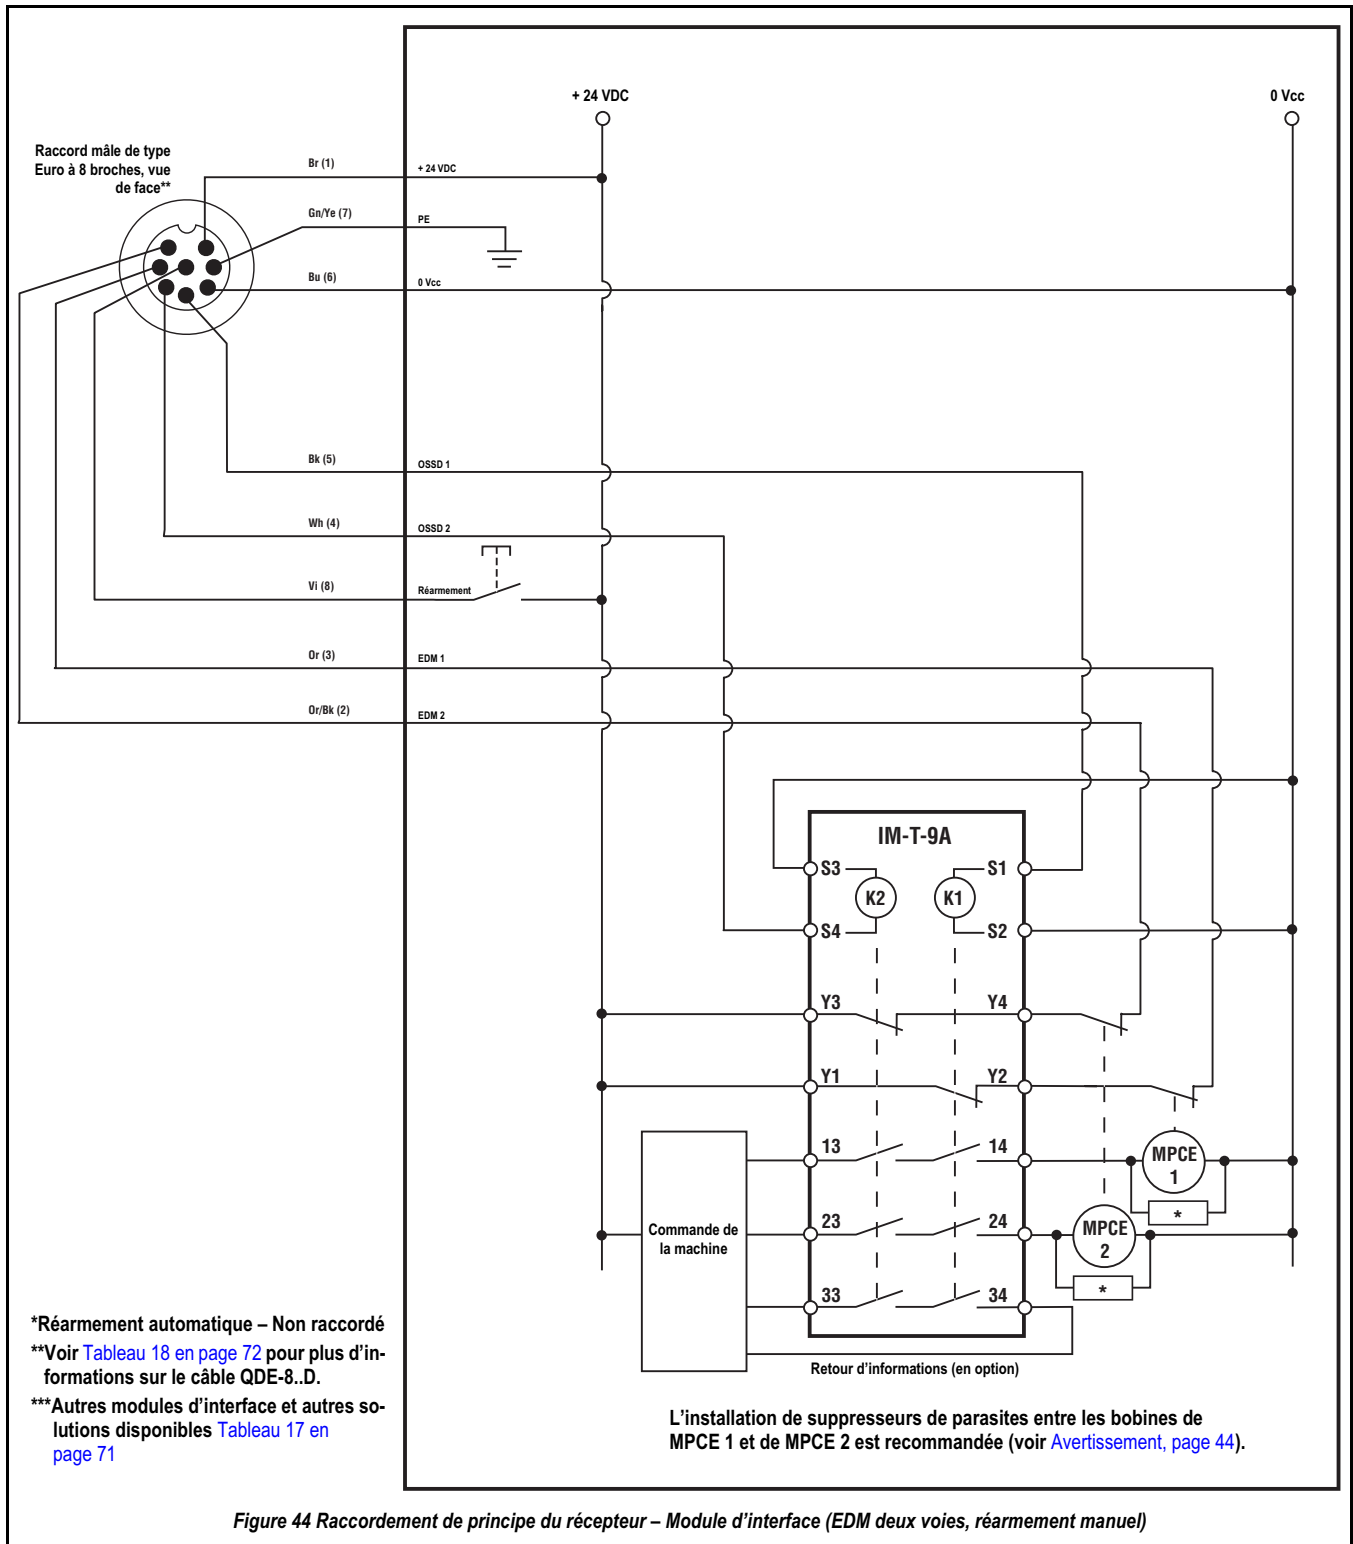 + 24 VDC
0 Vcc
Raccord mâle de type
Euro à 8 broches, vue
de face**
Br (1)
+ 24 VDC
Gn/Ye (7)
PE
Bu (6)
0 Vcc
Bk (5)
OSSD 1
Wh (4)
OSSD 2
Vi (8)
Réarmement
Or (3)
EDM 1
Or/Bk (2)
EDM 2
IM-T-9A
S3
S1
K2
K1
S4
S2
Y3
Y4
Y1
Y2
13
14
MPCE
1
*
23
24
MPCE
2
*
Commande de
la machine
33
34
Retour d'informations (en option)
*Réarmement automatique – Non raccordé
**Voir Tableau 18 en page 72 pour plus d'in-
formations sur le câble QDE-8..D.
***Autres modules d'interface et autres so-
lutions disponibles Tableau 17 en
page 71
L'installation de suppresseurs de parasites entre les bobines de
MPCE 1 et de MPCE 2 est recommandée (voir Avertissement, page 44).
Figure 44 Raccordement de principe du récepteur – Module d'interface (EDM deux voies, réarmement manuel)